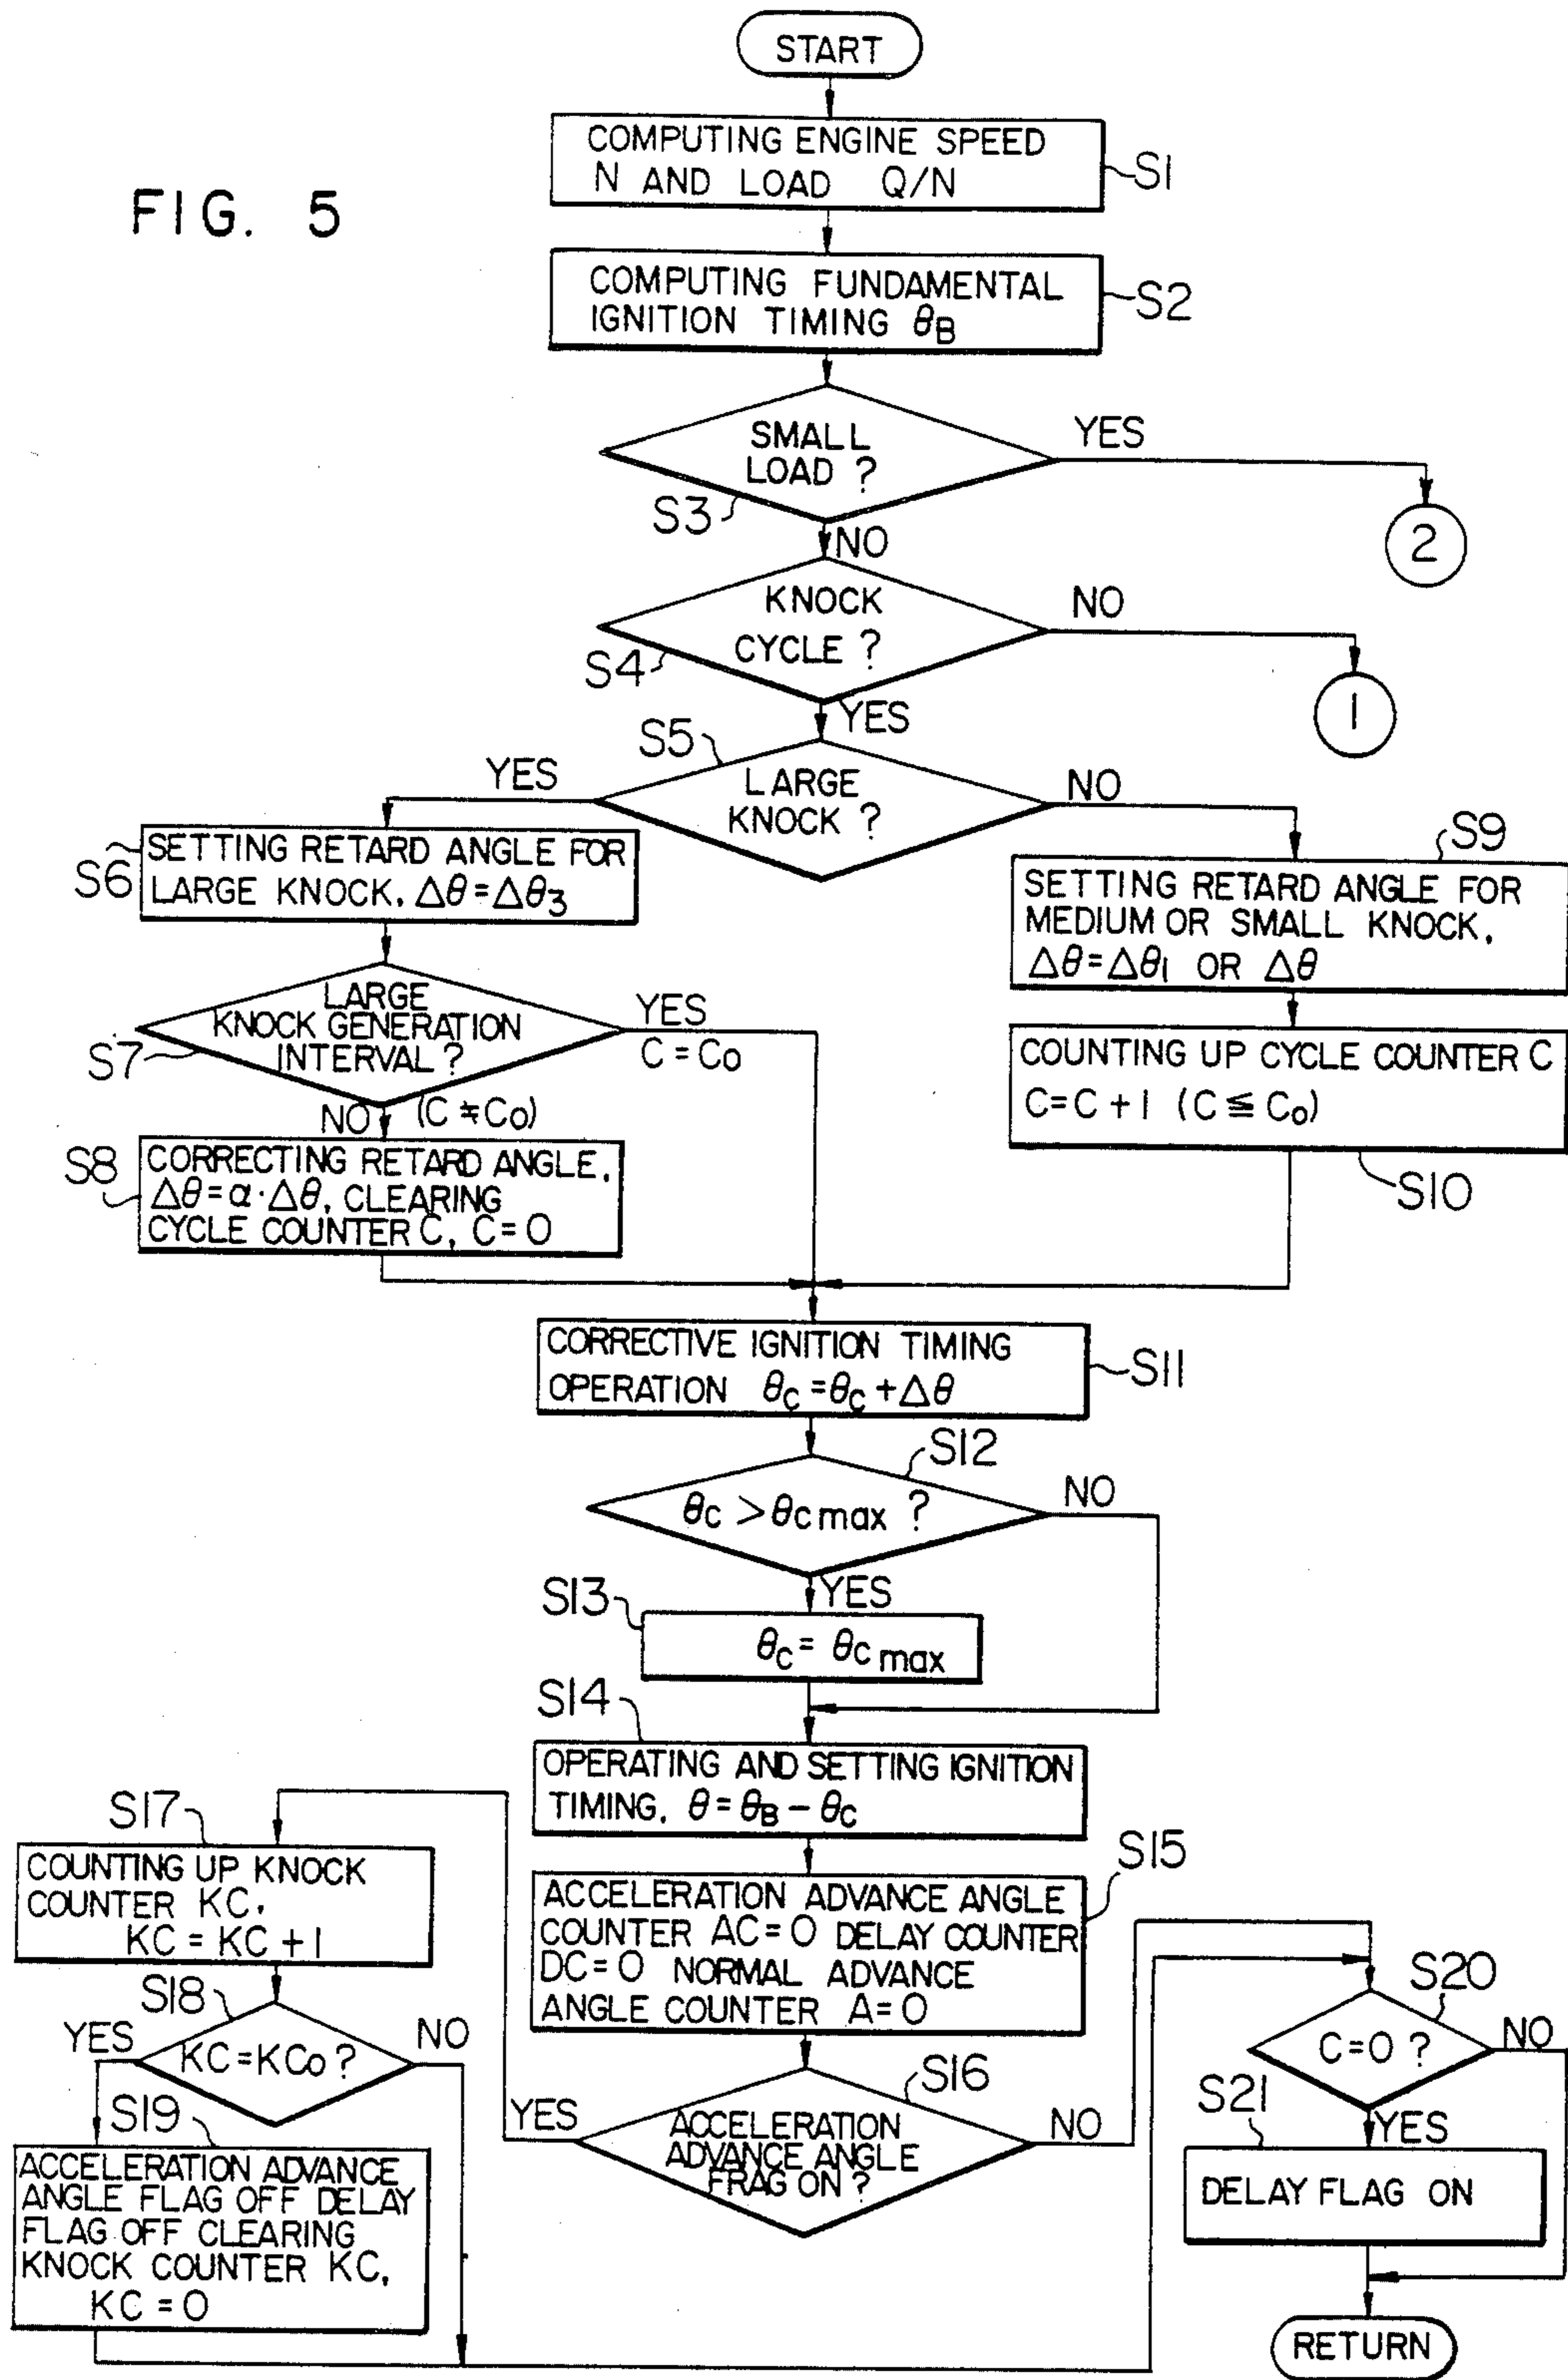 FIG. 5
START
COMPUTING ENGINE SPEED
N AND LOAD Q/N
S1
COMPUTING FUNDAMENTAL
IGNITION TIMING θB
S2
SMALL
LOAD ?
YES
S3
2
NO
KNOCK
CYCLE ?
NO
S4
1
YES
S5
LARGE
KNOCK ?
YES
NO
SETTING RETARD ANGLE FOR
LARGE KNOCK, Δθ=Δθ3
S6
S9
SETTING RETARD ANGLE FOR
MEDIUM OR SMALL KNOCK,
Δθ=Δθ1 OR Δθ
LARGE
KNOCK GENERATION
INTERVAL ?
S7
YES
C = C0
NO (C ≒ C0)
COUNTING UP CYCLE COUNTER C
C=C+1 (C ≦ C0)
S10
S8
CORRECTING RETARD ANGLE,
Δθ=α·Δθ, CLEARING
CYCLE COUNTER C, C=0
CORRECTIVE IGNITION TIMING
OPERATION θC=θC+Δθ
S11
S12
θC >θC max ?
NO
YES
S13
θC= θC max
S14
OPERATING AND SETTING IGNITION
TIMING, θ=θB−θC
S15
ACCELERATION ADVANCE ANGLE
COUNTER AC=0 DELAY COUNTER
DC=0 NORMAL ADVANCE
ANGLE COUNTER A=0
S16
ACCELERATION
ADVANCE ANGLE
FRAG ON ?
YES
NO
S17
COUNTING UP KNOCK
COUNTER KC,
KC = KC +1
S18
KC=KC0 ?
YES
NO
S19
ACCELERATION ADVANCE
ANGLE FLAG OFF DELAY
FLAG OFF CLEARING
KNOCK COUNTER KC,
KC =0
S20
C=0 ?
NO
YES
S21
DELAY FLAG ON
RETURN